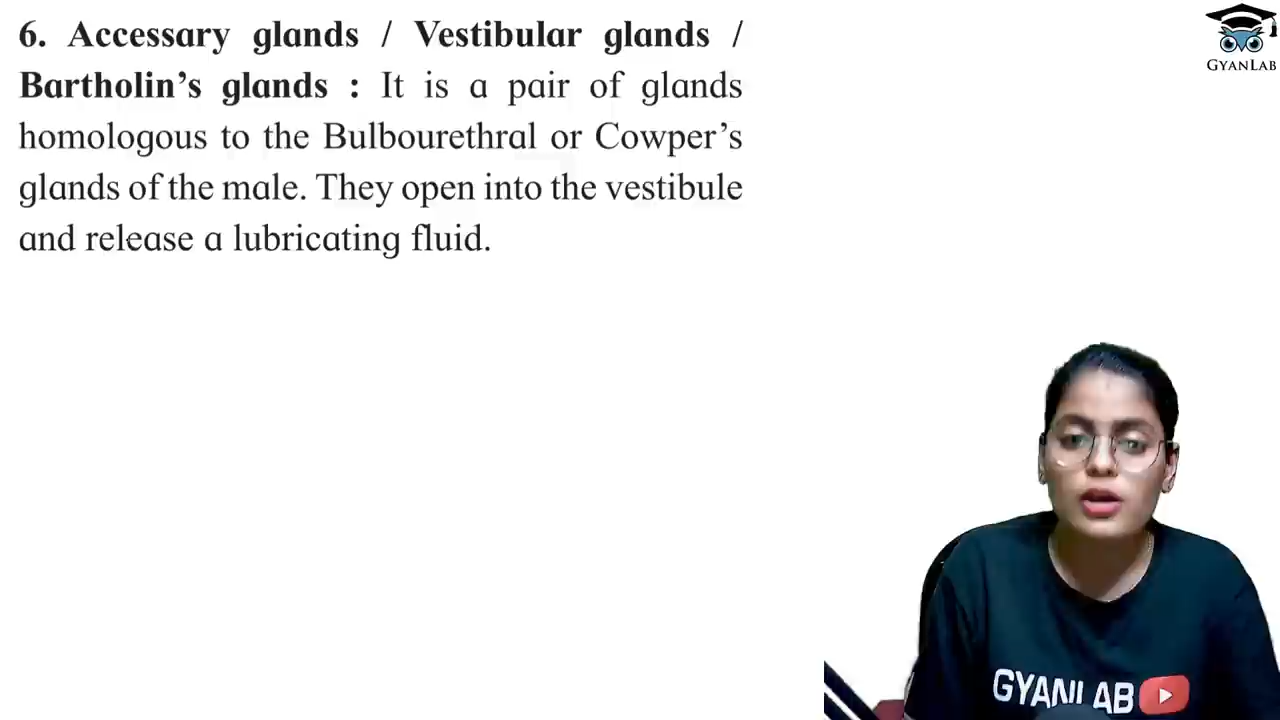 6. Accessary glands / Vestibular glands /
Bartholin’s glands : It is a pair of glands
homologous to the Bulbourethral or Cowper’s
glands of the male. They open into the vestibule
and release a lubricating fluid.
GYANLAB
GYANLAB